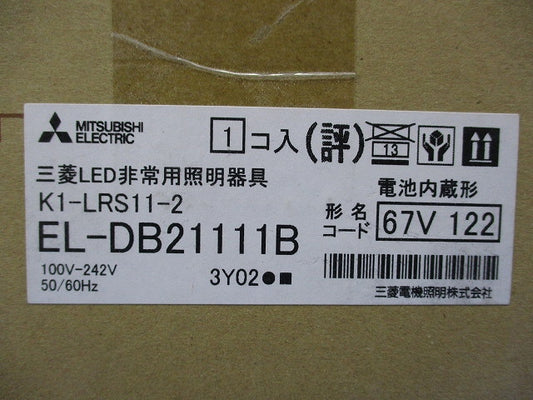 MITSUBISHI
ELECTRIC
1コ入 (評) 13
三菱LED非常用照明器具
K1-LRS11-2
EL-DB21111B
100V-242V
50/60Hz
3Y02●■
電池内蔵形
形名
コード 67V 122
三菱電機照明株式会社